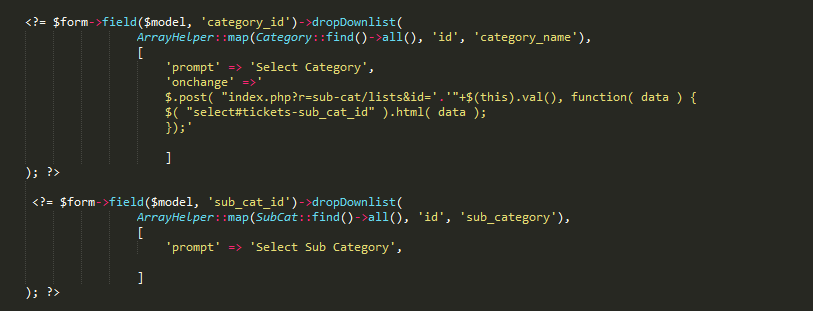 <?= $form->field($model, 'category_id')->dropDownlist(
ArrayHelper::map(Category::find()->all(), 'id', 'category_name'),
[
'prompt' => 'Select Category',
'onchange' =>'
$.post( "index.php?r=sub-cat/lists&id='.'"+$(this).val(), function( data ) {
$( "select#tickets-sub_cat_id" ).html( data );
});'
]
); ?>
<?= $form->field($model, 'sub_cat_id')->dropDownlist(
ArrayHelper::map(SubCat::find()->all(), 'id', 'sub_category'),
[
'prompt' => 'Select Sub Category',
]
); ?>